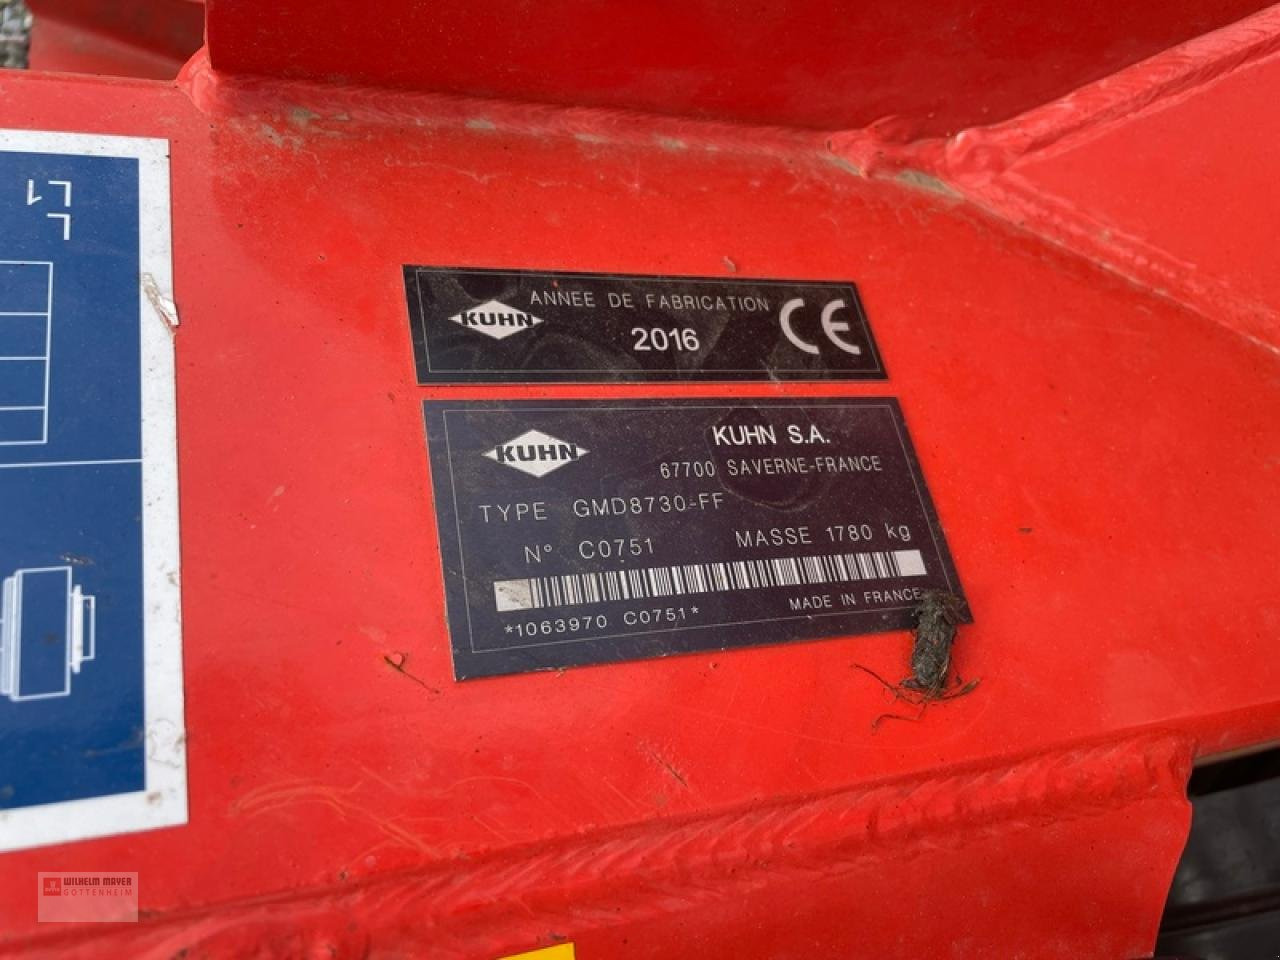 L1
L
KUHN
ANNEE DE FABRICATION
2016
CE
KUHN
KUHN S.A.
67700 SAVERNE-FRANCE
TYPE GMD8730-FF
N° C0751 MASSE 1780 kg
*1063970 C0751*
MADE IN FRANCE
WILHELM MAYER
GOTTENHEIM